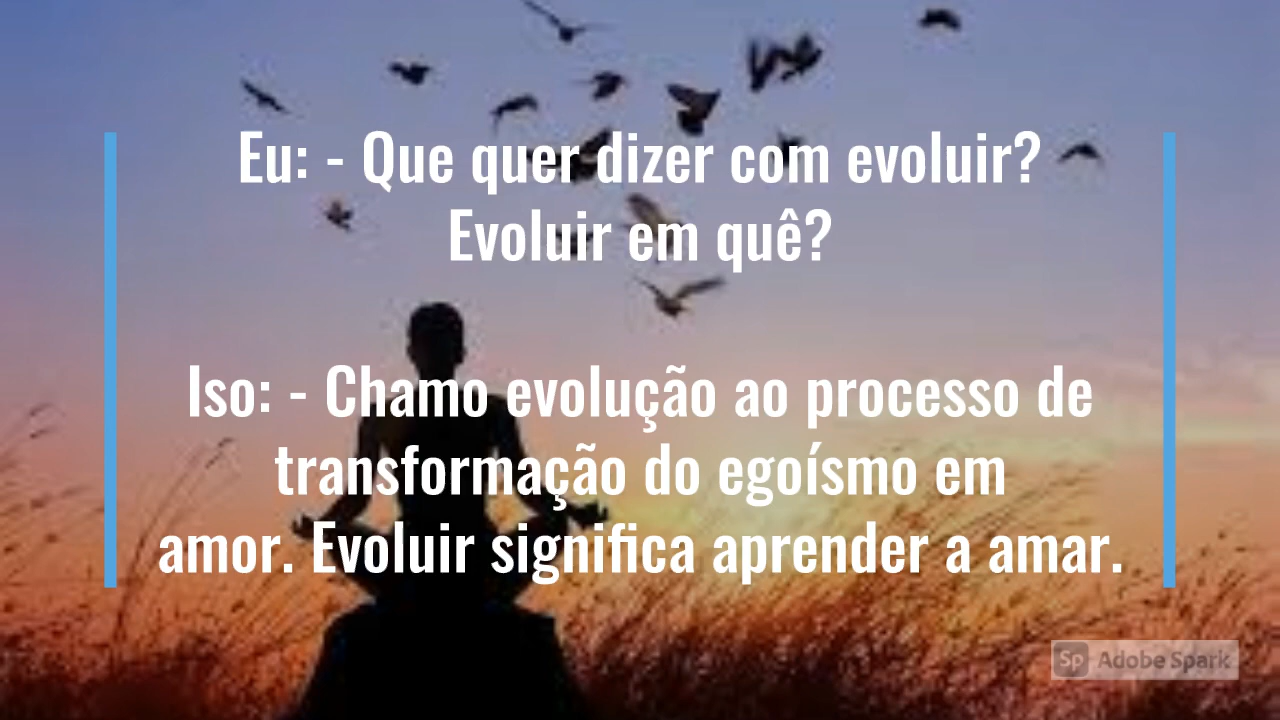 Eu: - Que quer dizer com evoluir?
Evoluir em quê?
Iso: - Chamo evolução ao processo de
transformação do egoísmo em
amor. Evoluir significa aprender a amar.
Sp Adobe Spark